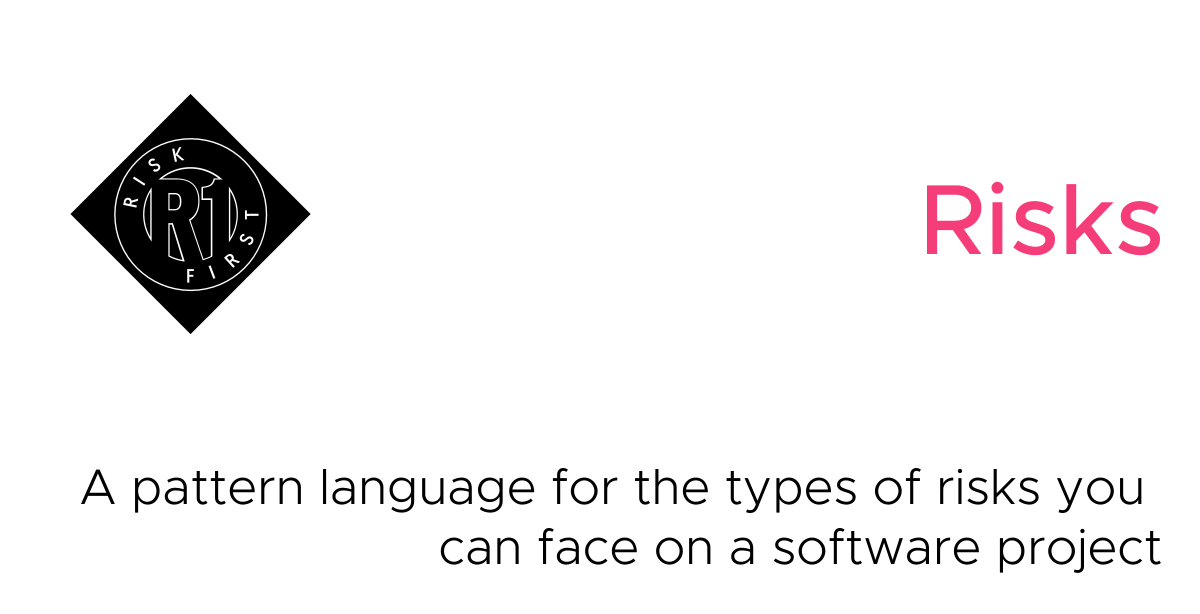 RISK
R1
FIRST
Risks
A pattern language for the types of risks you
can face on a software project